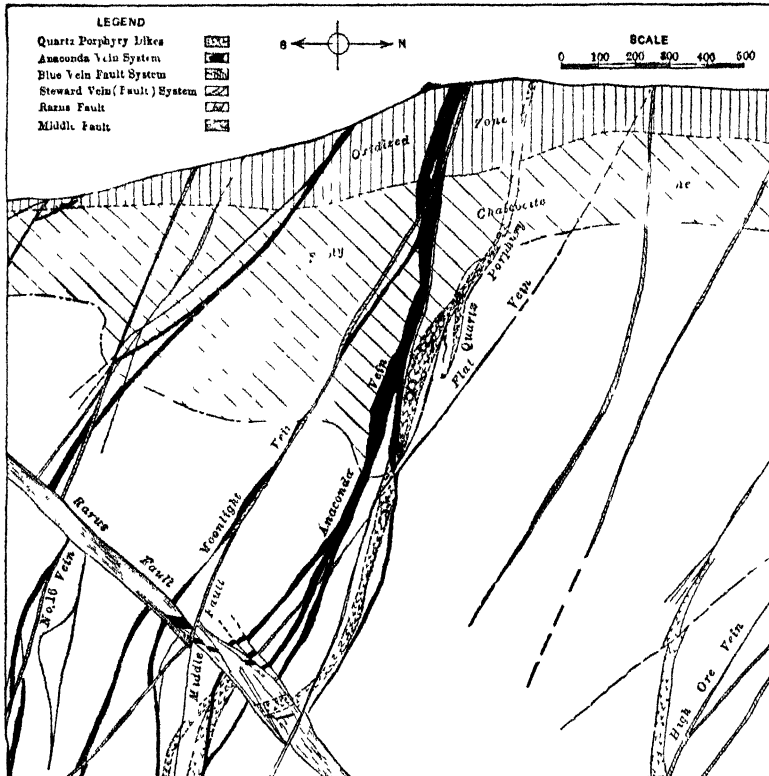 LEGEND
Quartz Porphyry Dikes
Anaconda Vein System
Blue Vein Fault System
Steward Vein (Fault) System
Rarus Fault
Middle Fault
S N
SCALE
0 100 200 300 400 500
Oxidized Zone
Chalcocite
Quartz Porphyry
Flat Vein
Vein
Anaconda
Moonlight Vein
Rarus Fault
Fault
Middle
No.16 Vein
High Ore Vein